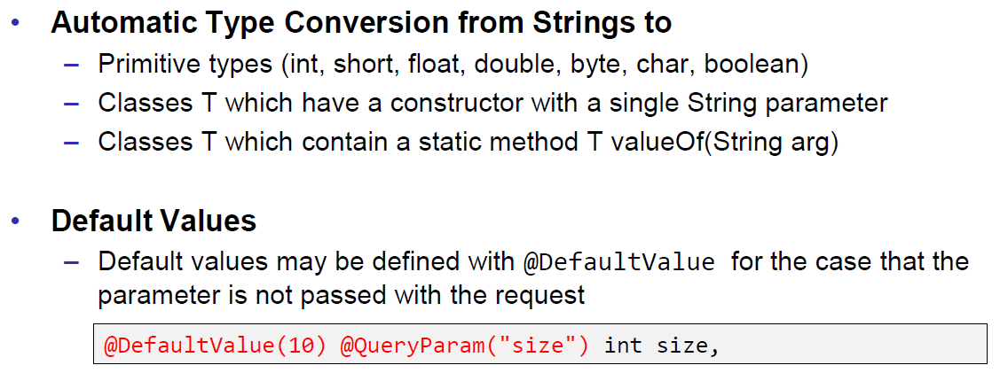 • Automatic Type Conversion from Strings to
– Primitive types (int, short, float, double, byte, char, boolean)
– Classes T which have a constructor with a single String parameter
– Classes T which contain a static method T valueOf(String arg)
• Default Values
– Default values may be defined with @DefaultValue for the case that the
parameter is not passed with the request
@DefaultValue(10) @QueryParam("size") int size,